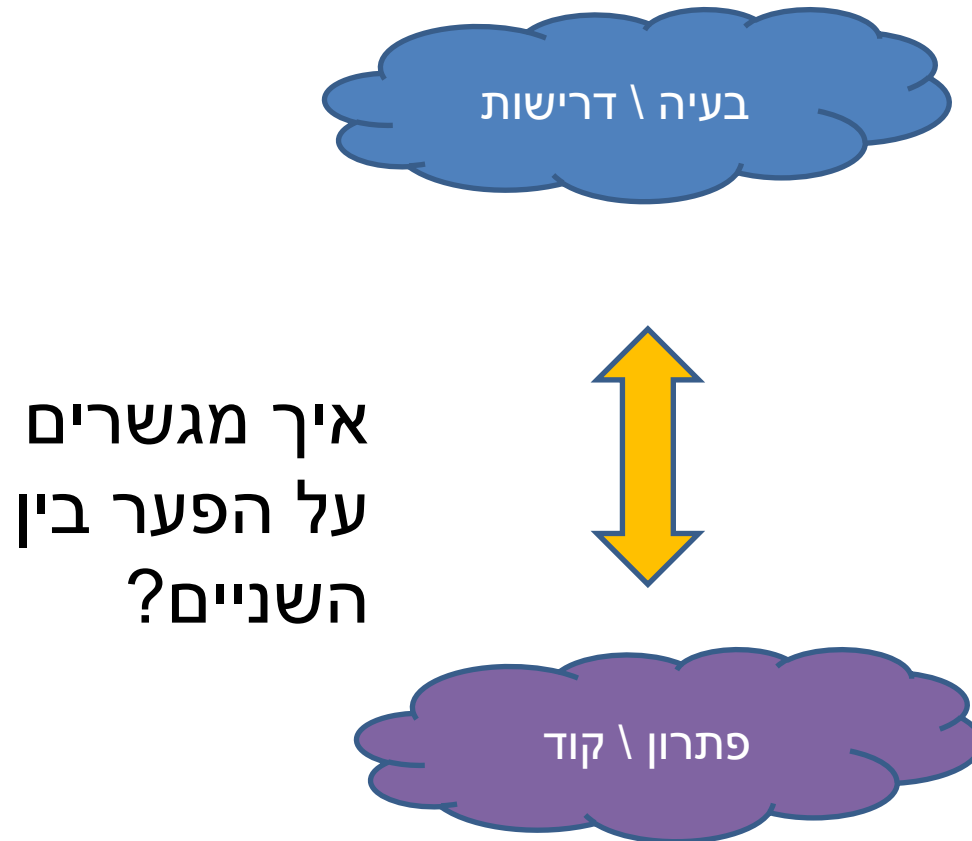 בעיה \ דרישות
איך מגשרים
על הפער בין
השניים?
פתרון \ קוד